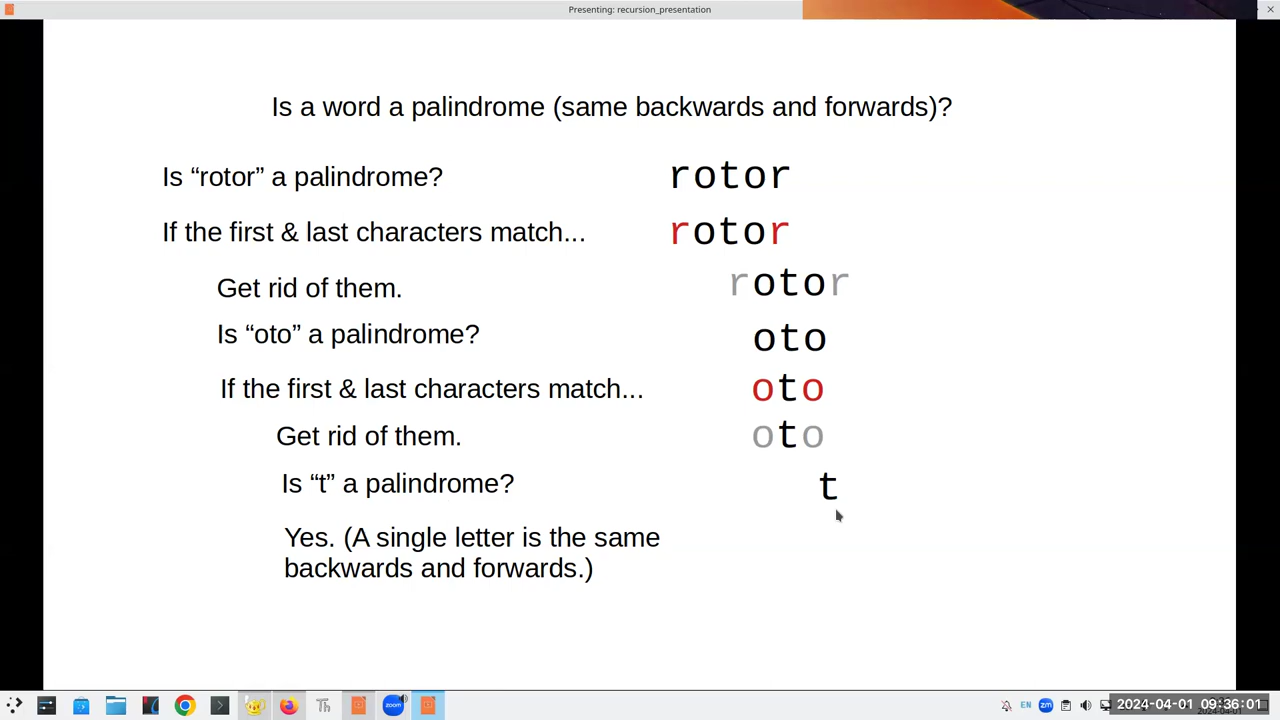 Presenting: recursion_presentation
Is a word a palindrome (same backwards and forwards)?
Is “rotor” a palindrome? rotor
If the first & last characters match... rotor
Get rid of them. rotor
Is “oto” a palindrome? oto
If the first & last characters match... oto
Get rid of them. oto
Is “t” a palindrome? t
Yes. (A single letter is the same
backwards and forwards.)
Th zoom EN zm 2024-04-01 09:36:01